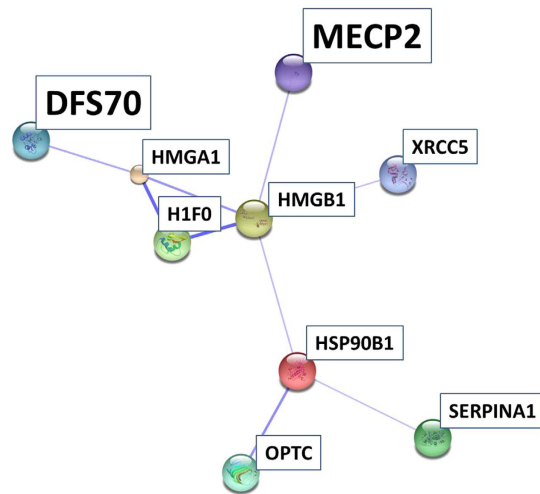 MECP2
DFS70
HMGA1
XRCC5
H1F0
HMGB1
HSP90B1
SERPINA1
OPTC